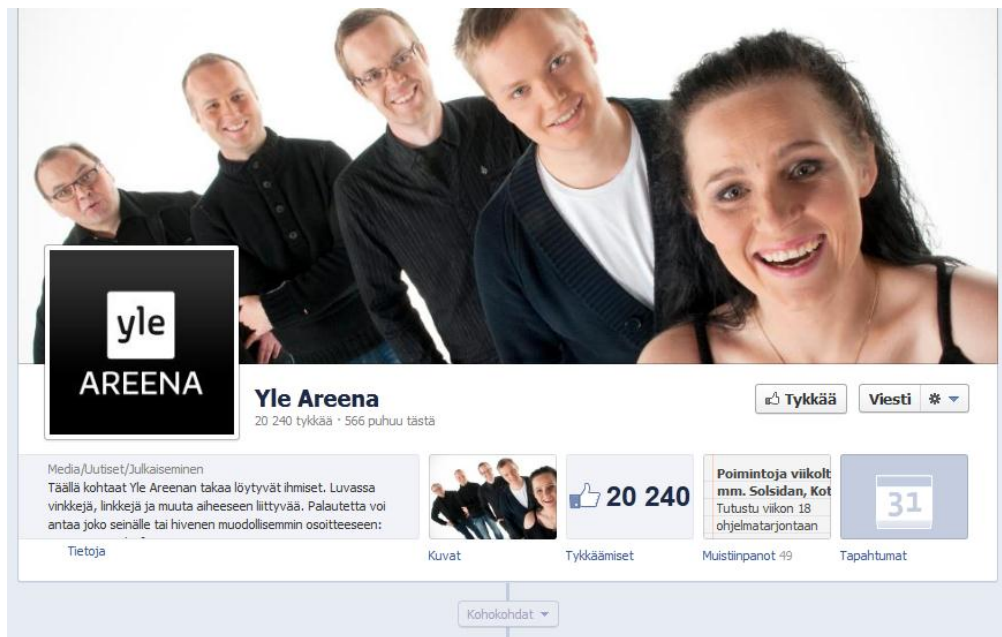 yle
AREENA
Yle Areena
20 240 tykkää · 566 puhuu tästä
Tykkää
Viesti
Media/Uutiset/Julkaiseminen
Täällä kohtaat Yle Areenan takaa löytyvät ihmiset. Luvassa
vinkkejä, linkkejä ja muuta aiheeseen liittyvää. Palautetta voi
antaa joko seinälle tai hivenen muodollisemmin osoitteeseen:
Tietoja
Kuvat
20 240
Tykkäämiset
Poimintoja viikolt
mm. Solsidan, Kot
Tutustu viikon 18
ohjelmatarjontaan
Muistiinpanot 49
31
Tapahtumat
Kohokohdat